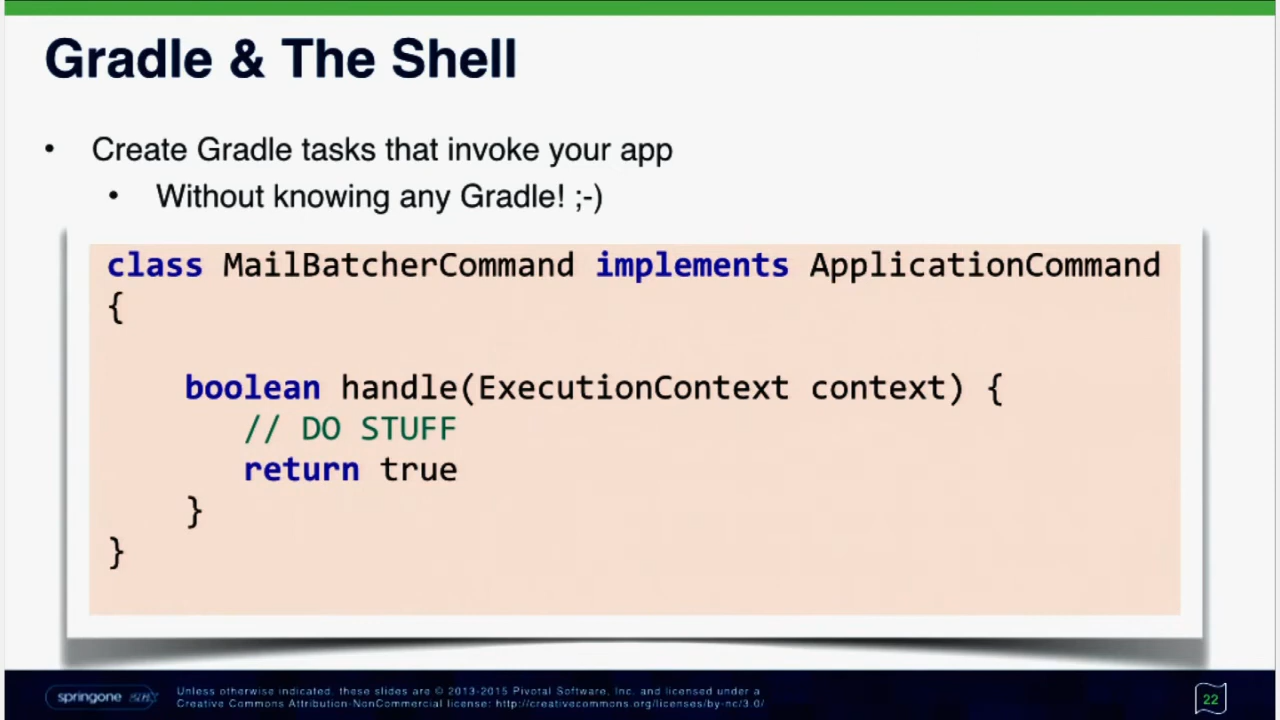 Gradle & The Shell
• Create Gradle tasks that invoke your app
• Without knowing any Gradle! ;-)
class MailBatcherCommand implements ApplicationCommand
{
boolean handle(ExecutionContext context) {
// DO STUFF
return true
}
}
springone
Unless otherwise indicated, these slides are © 2013-2015 Pivotal Software, Inc. and licensed under a
Creative Commons Attribution-NonCommercial license: http://creativecommons.org/licenses/by-nc/3.0/
22